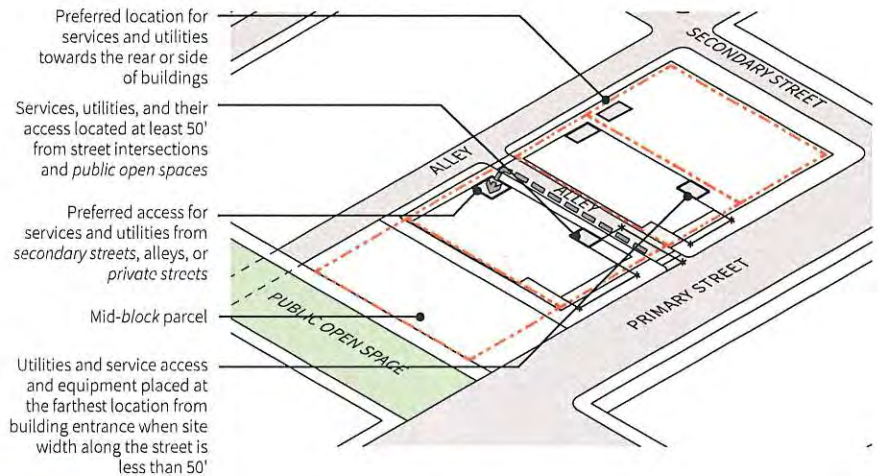 Preferred location for
services and utilities
towards the rear or side
of buildings
Services, utilities, and their
access located at least 50'
from street intersections
and public open spaces
Preferred access for
services and utilities from
secondary streets, alleys, or
private streets
Mid-block parcel
Utilities and service access
and equipment placed at
the farthest location from
building entrance when site
width along the street is
less than 50'
SECONDARY STREET
ALLEY
ALLEY
PRIMARY STREET
PUBLIC OPEN SPACE